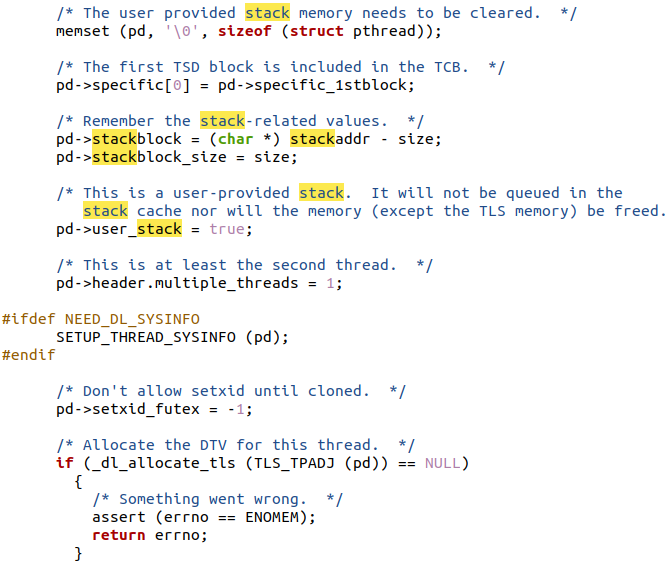 /* The user provided stack memory needs to be cleared.  */
memset (pd, '\0', sizeof (struct pthread));
/* The first TSD block is included in the TCB.  */
pd->specific[0] = pd->specific_1stblock;
/* Remember the stack-related values.  */
pd->stackblock = (char *) stackaddr - size;
pd->stackblock_size = size;
/* This is a user-provided stack.  It will not be queued in the
stack cache nor will the memory (except the TLS memory) be freed.
pd->user_stack = true;
/* This is at least the second thread.  */
pd->header.multiple_threads = 1;
#ifdef NEED_DL_SYSINFO
SETUP_THREAD_SYSINFO (pd);
#endif
/* Don't allow setxid until cloned.  */
pd->setxid_futex = -1;
/* Allocate the DTV for this thread.  */
if (_dl_allocate_tls (TLS_TPADJ (pd)) == NULL)
{
/* Something went wrong.  */
assert (errno == ENOMEM);
return errno;
}